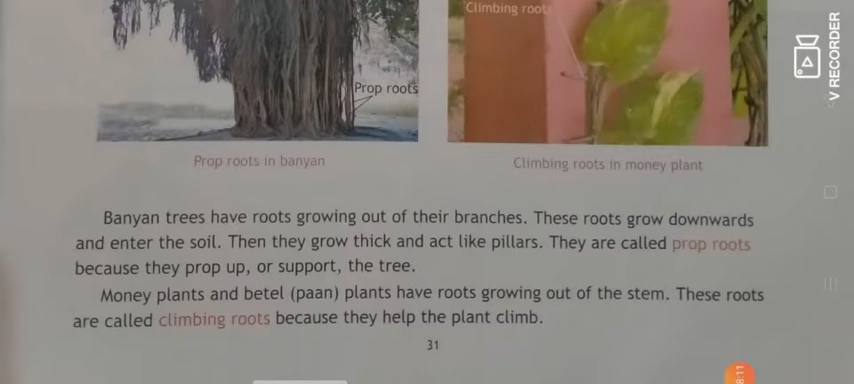 Climbing root
Prop roots
Prop roots in banyan
Climbing roots in money plant
Banyan trees have roots growing out of their branches. These roots grow downwards
and enter the soil. Then they grow thick and act like pillars. They are called prop roots
because they prop up, or support, the tree.
Money plants and betel (paan) plants have roots growing out of the stem. These roots
are called climbing roots because they help the plant climb.
31
V RECORDER
8:11